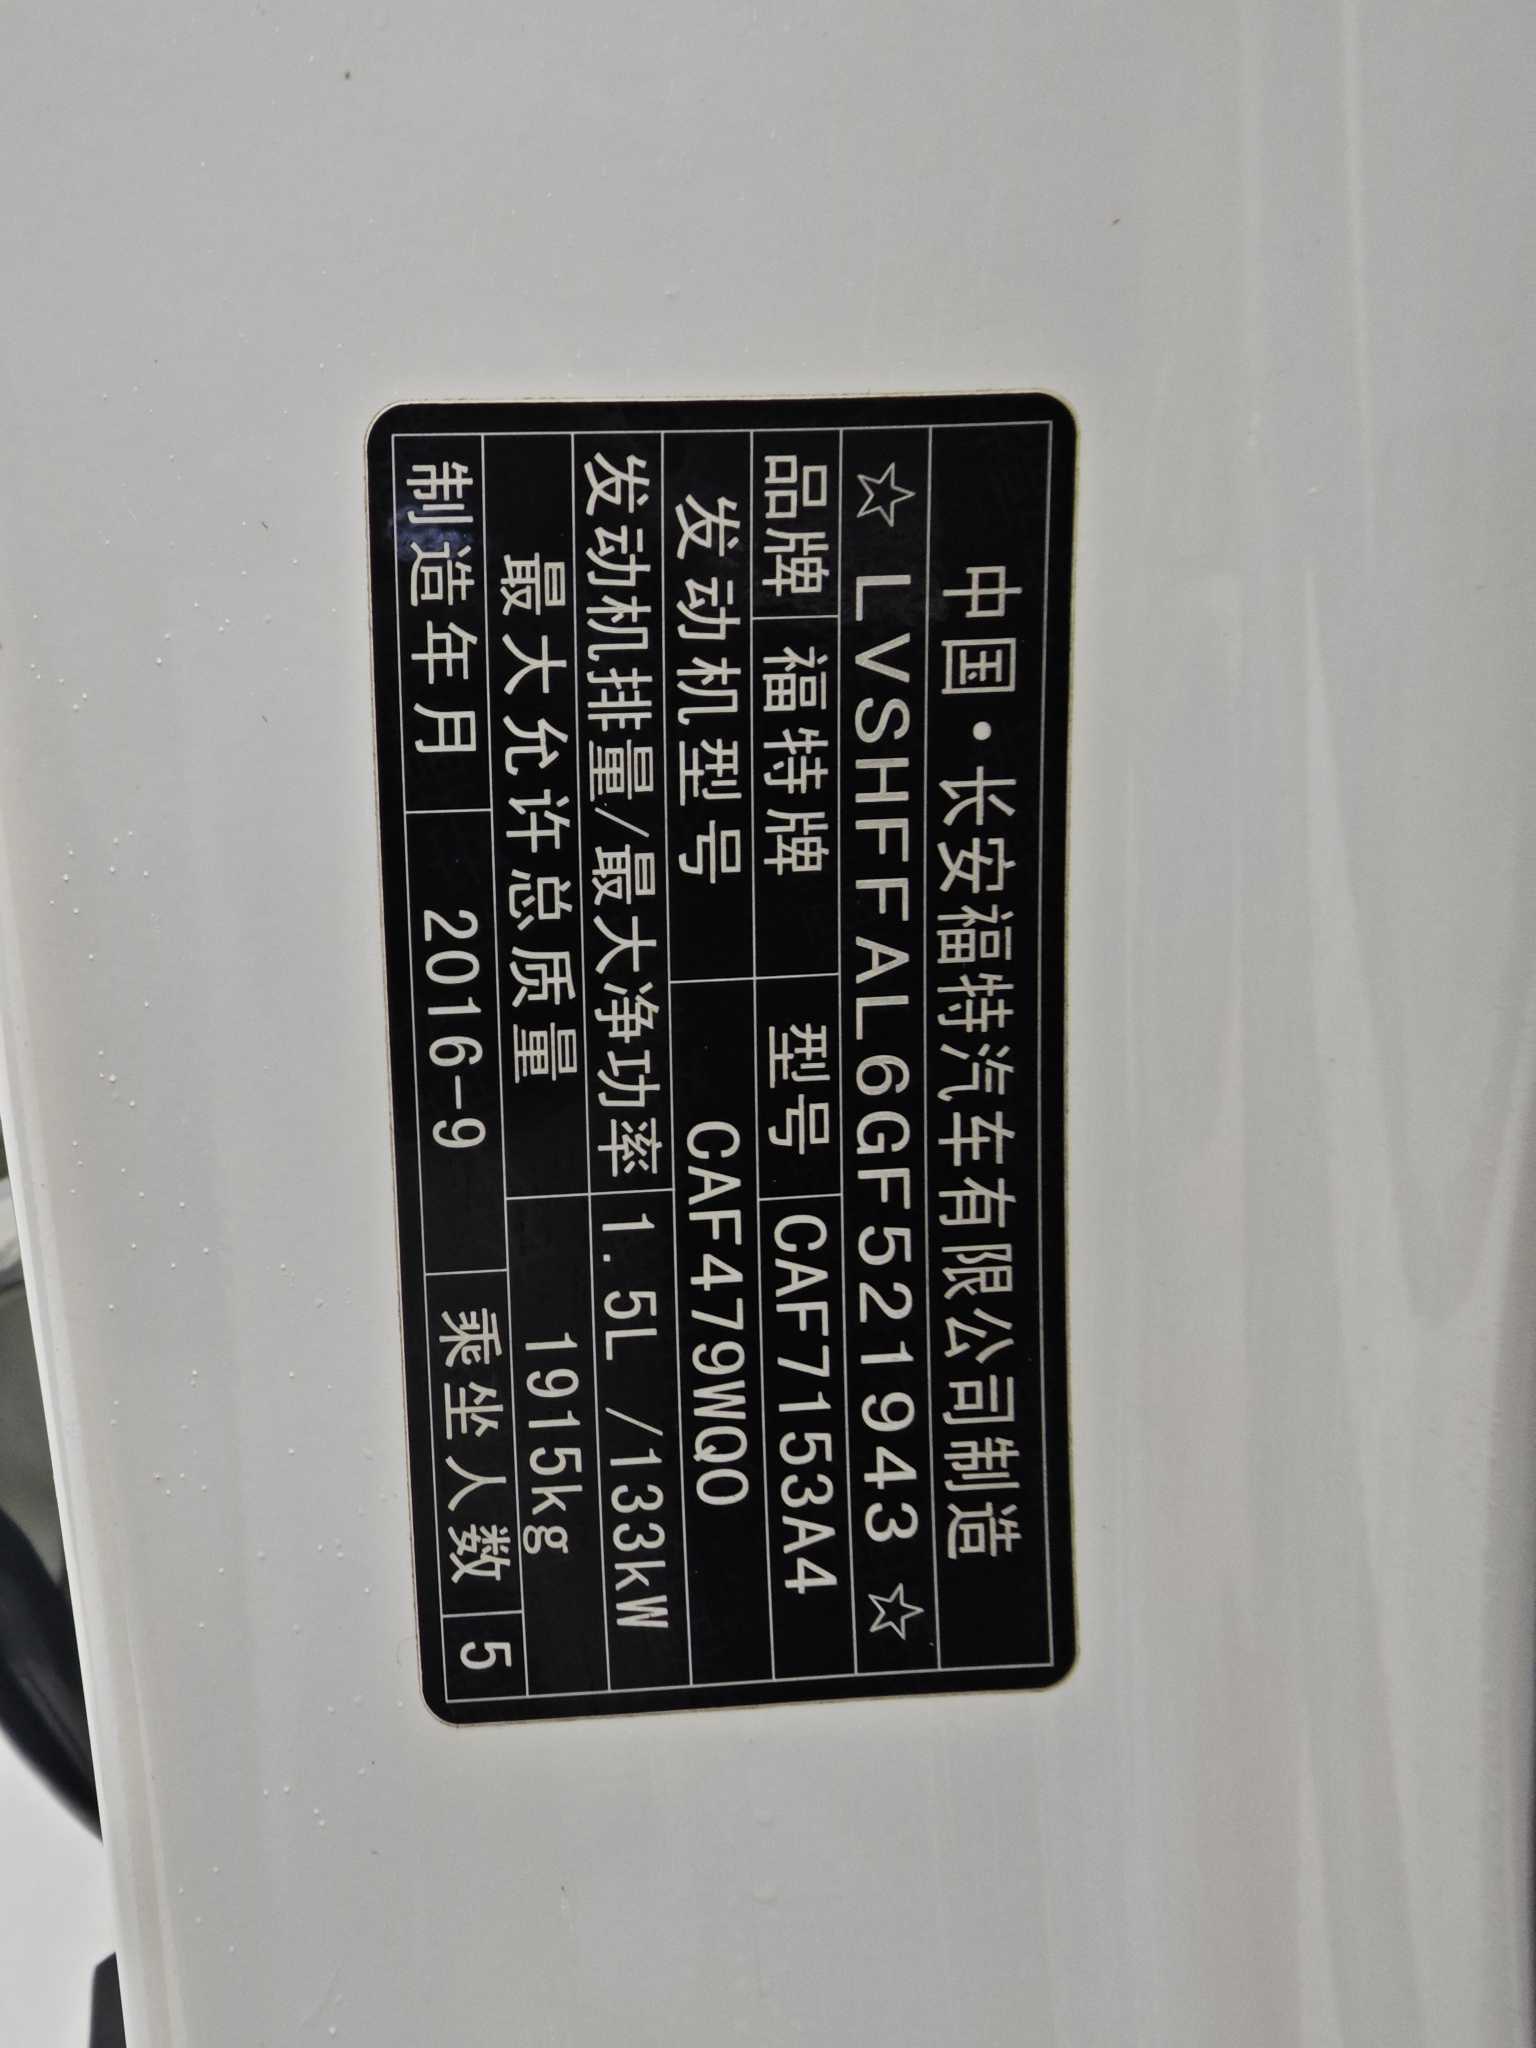 中国·长安福特汽车有限公司制造
☆ LVSHFFAL6GF521943 ☆
品牌 福特牌 型号 CAF7153A4
发动机型号 CAF479WQ0
发动机排量/最大净功率 1.5L /133kW
最大允许总质量 1915kg
制造年月 2016-9 乘坐人数 5